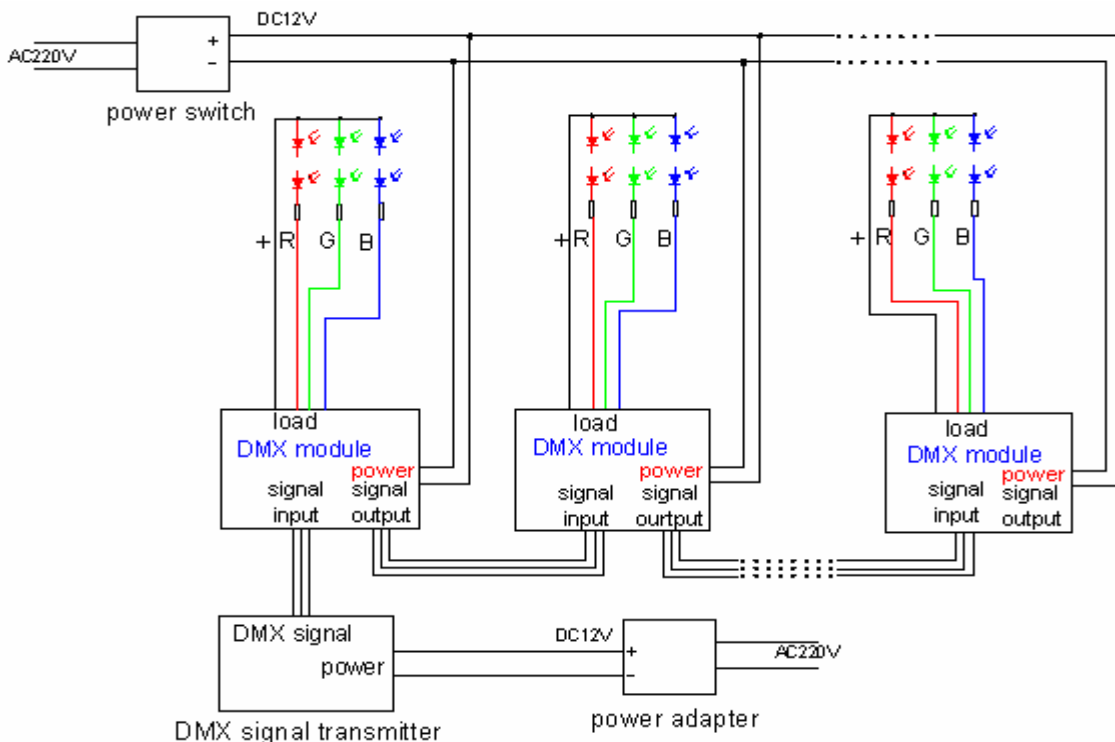 DC12V
+
AC220V
−
power switch
+ R G B
+ R G B
+ R G B
load
DMX module
power
signal signal
input output
load
DMX module
power
signal signal
input ourtput
load
DMX module
power
signal signal
input output
DMX signal
power
DC12V
+
−
AC220V
DMX signal transmitter
power adapter